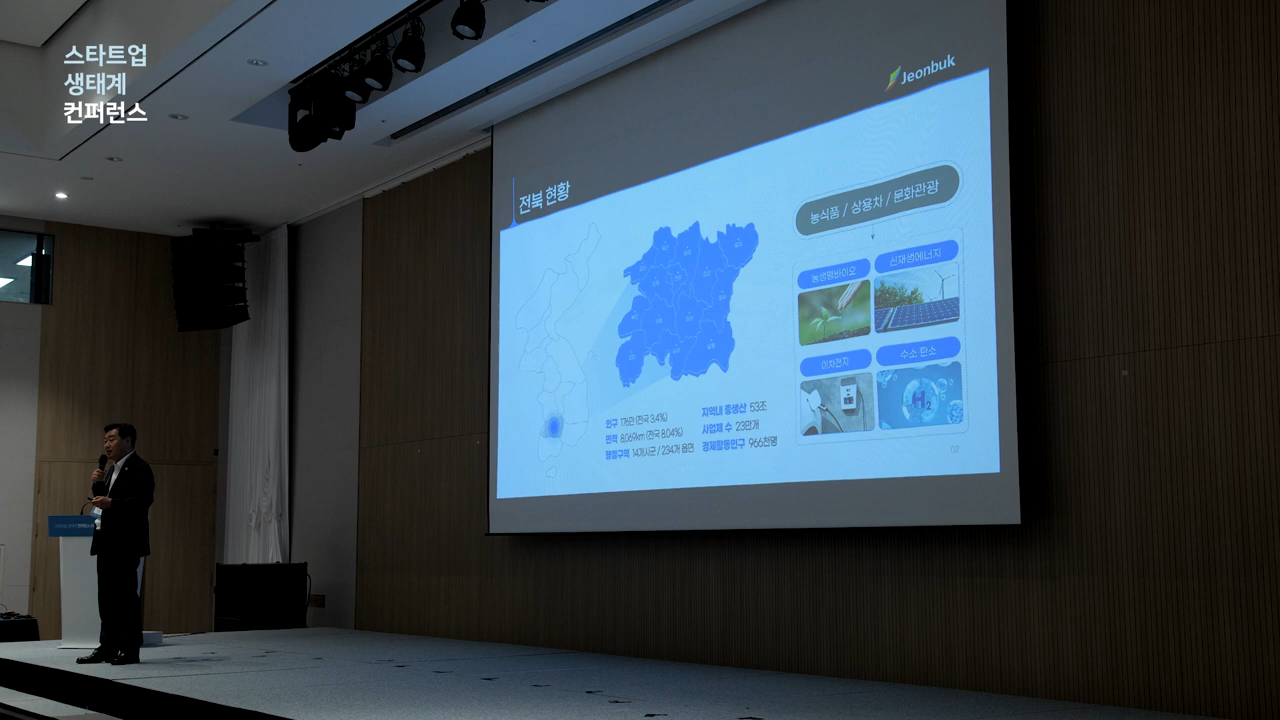 스타트업
생태계
컨퍼런스
Jeonbuk
전북 현황
농식품 / 상용차 / 문화관광
농생명바이오
신재생에너지
이차전지
수소·탄소
H2
인구 176만 (전국 3.4%)
면적 8,069km (전국 8.04%)
행정구역 14개시군 / 234개 읍면
지역내 총생산 53조
사업체 수 23만개
경제활동인구 966천명
02